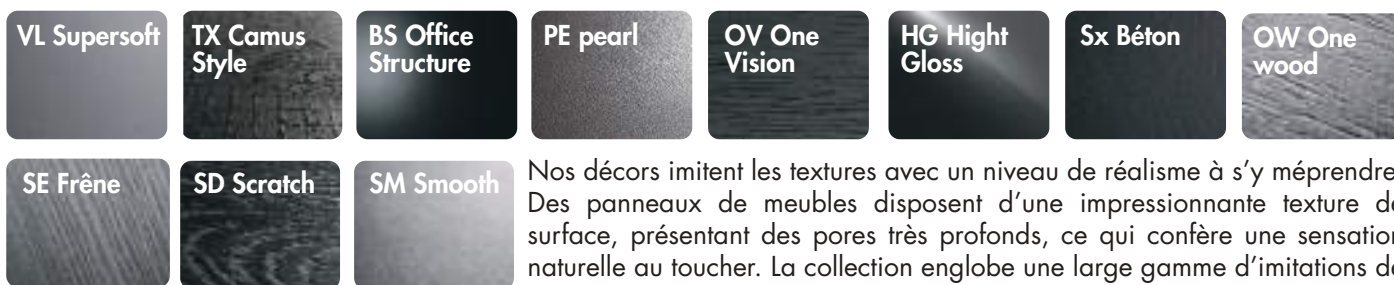 VL Supersoft
TX Camus
Style
BS Office
Structure
PE pearl
OV One
Vision
HG Hight
Gloss
Sx Béton
OW One
wood
SE Frêne
SD Scratch
SM Smooth
Nos décors imitent les textures avec un niveau de réalisme à s’y méprendre
Des panneaux de meubles disposent d’une impressionnante texture de
surface, présentant des pores très profonds, ce qui confère une sensation
naturelle au toucher. La collection englobe une large gamme d’imitations de